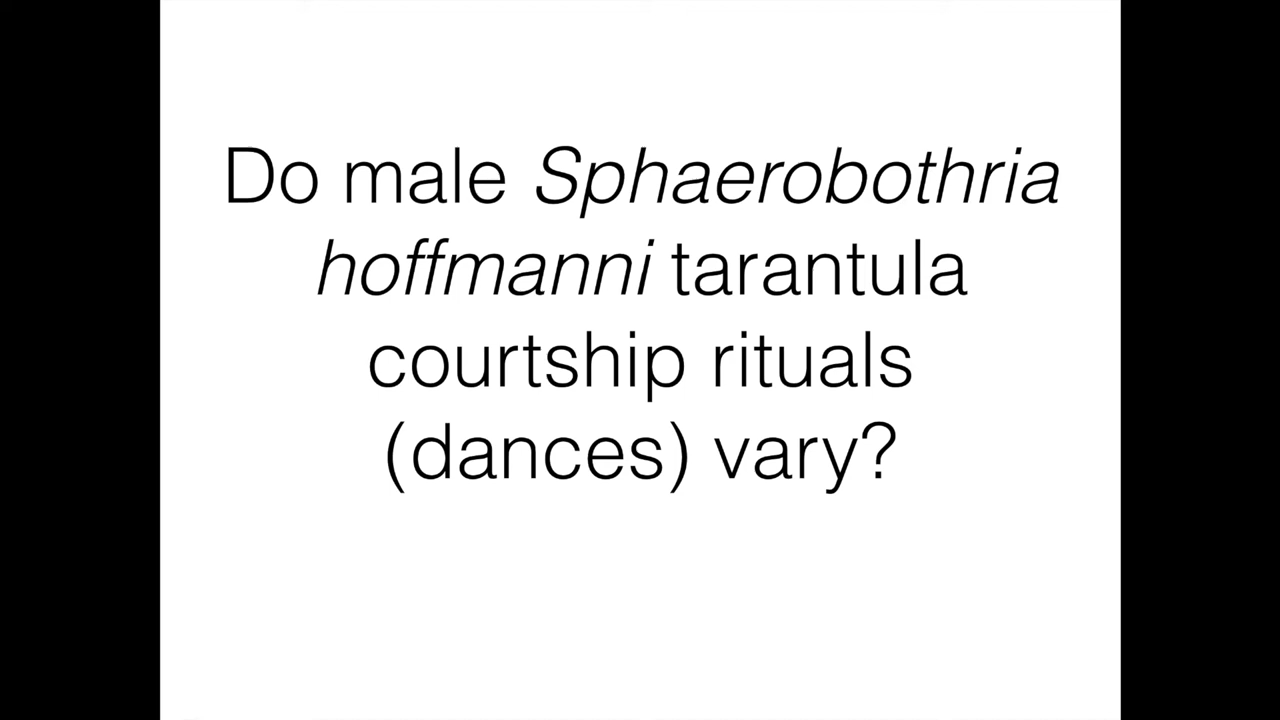 Do male Sphaerobothria
hoffmanni tarantula
courtship rituals
(dances) vary?